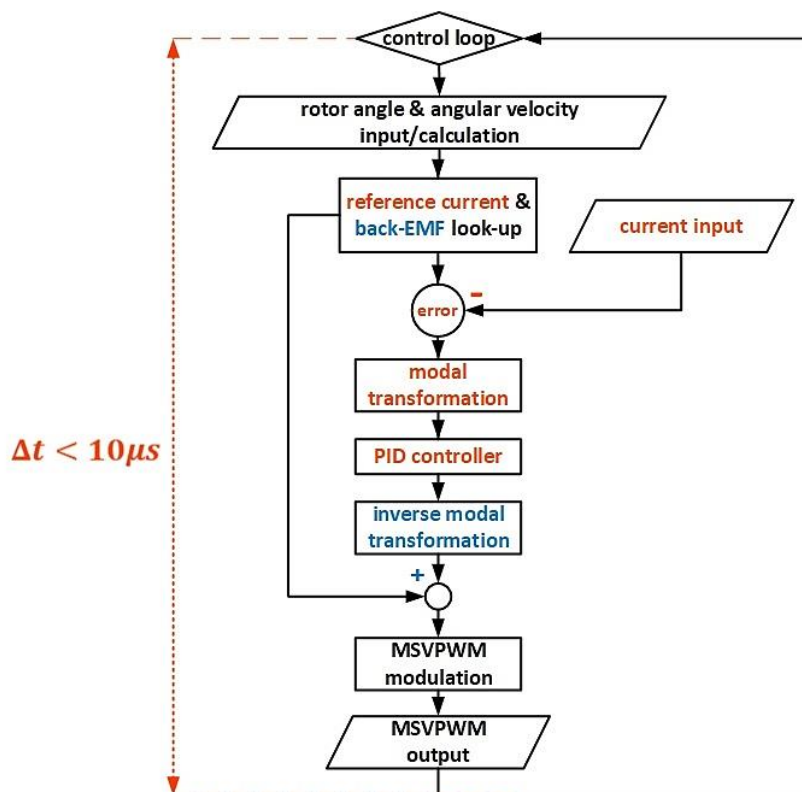 control loop
rotor angle & angular velocity
input/calculation
reference current &
back-EMF look-up
current input
-
error
modal
transformation
Δt < 10μs
PID controller
inverse modal
transformation
+
MSVPWM
modulation
MSVPWM
output